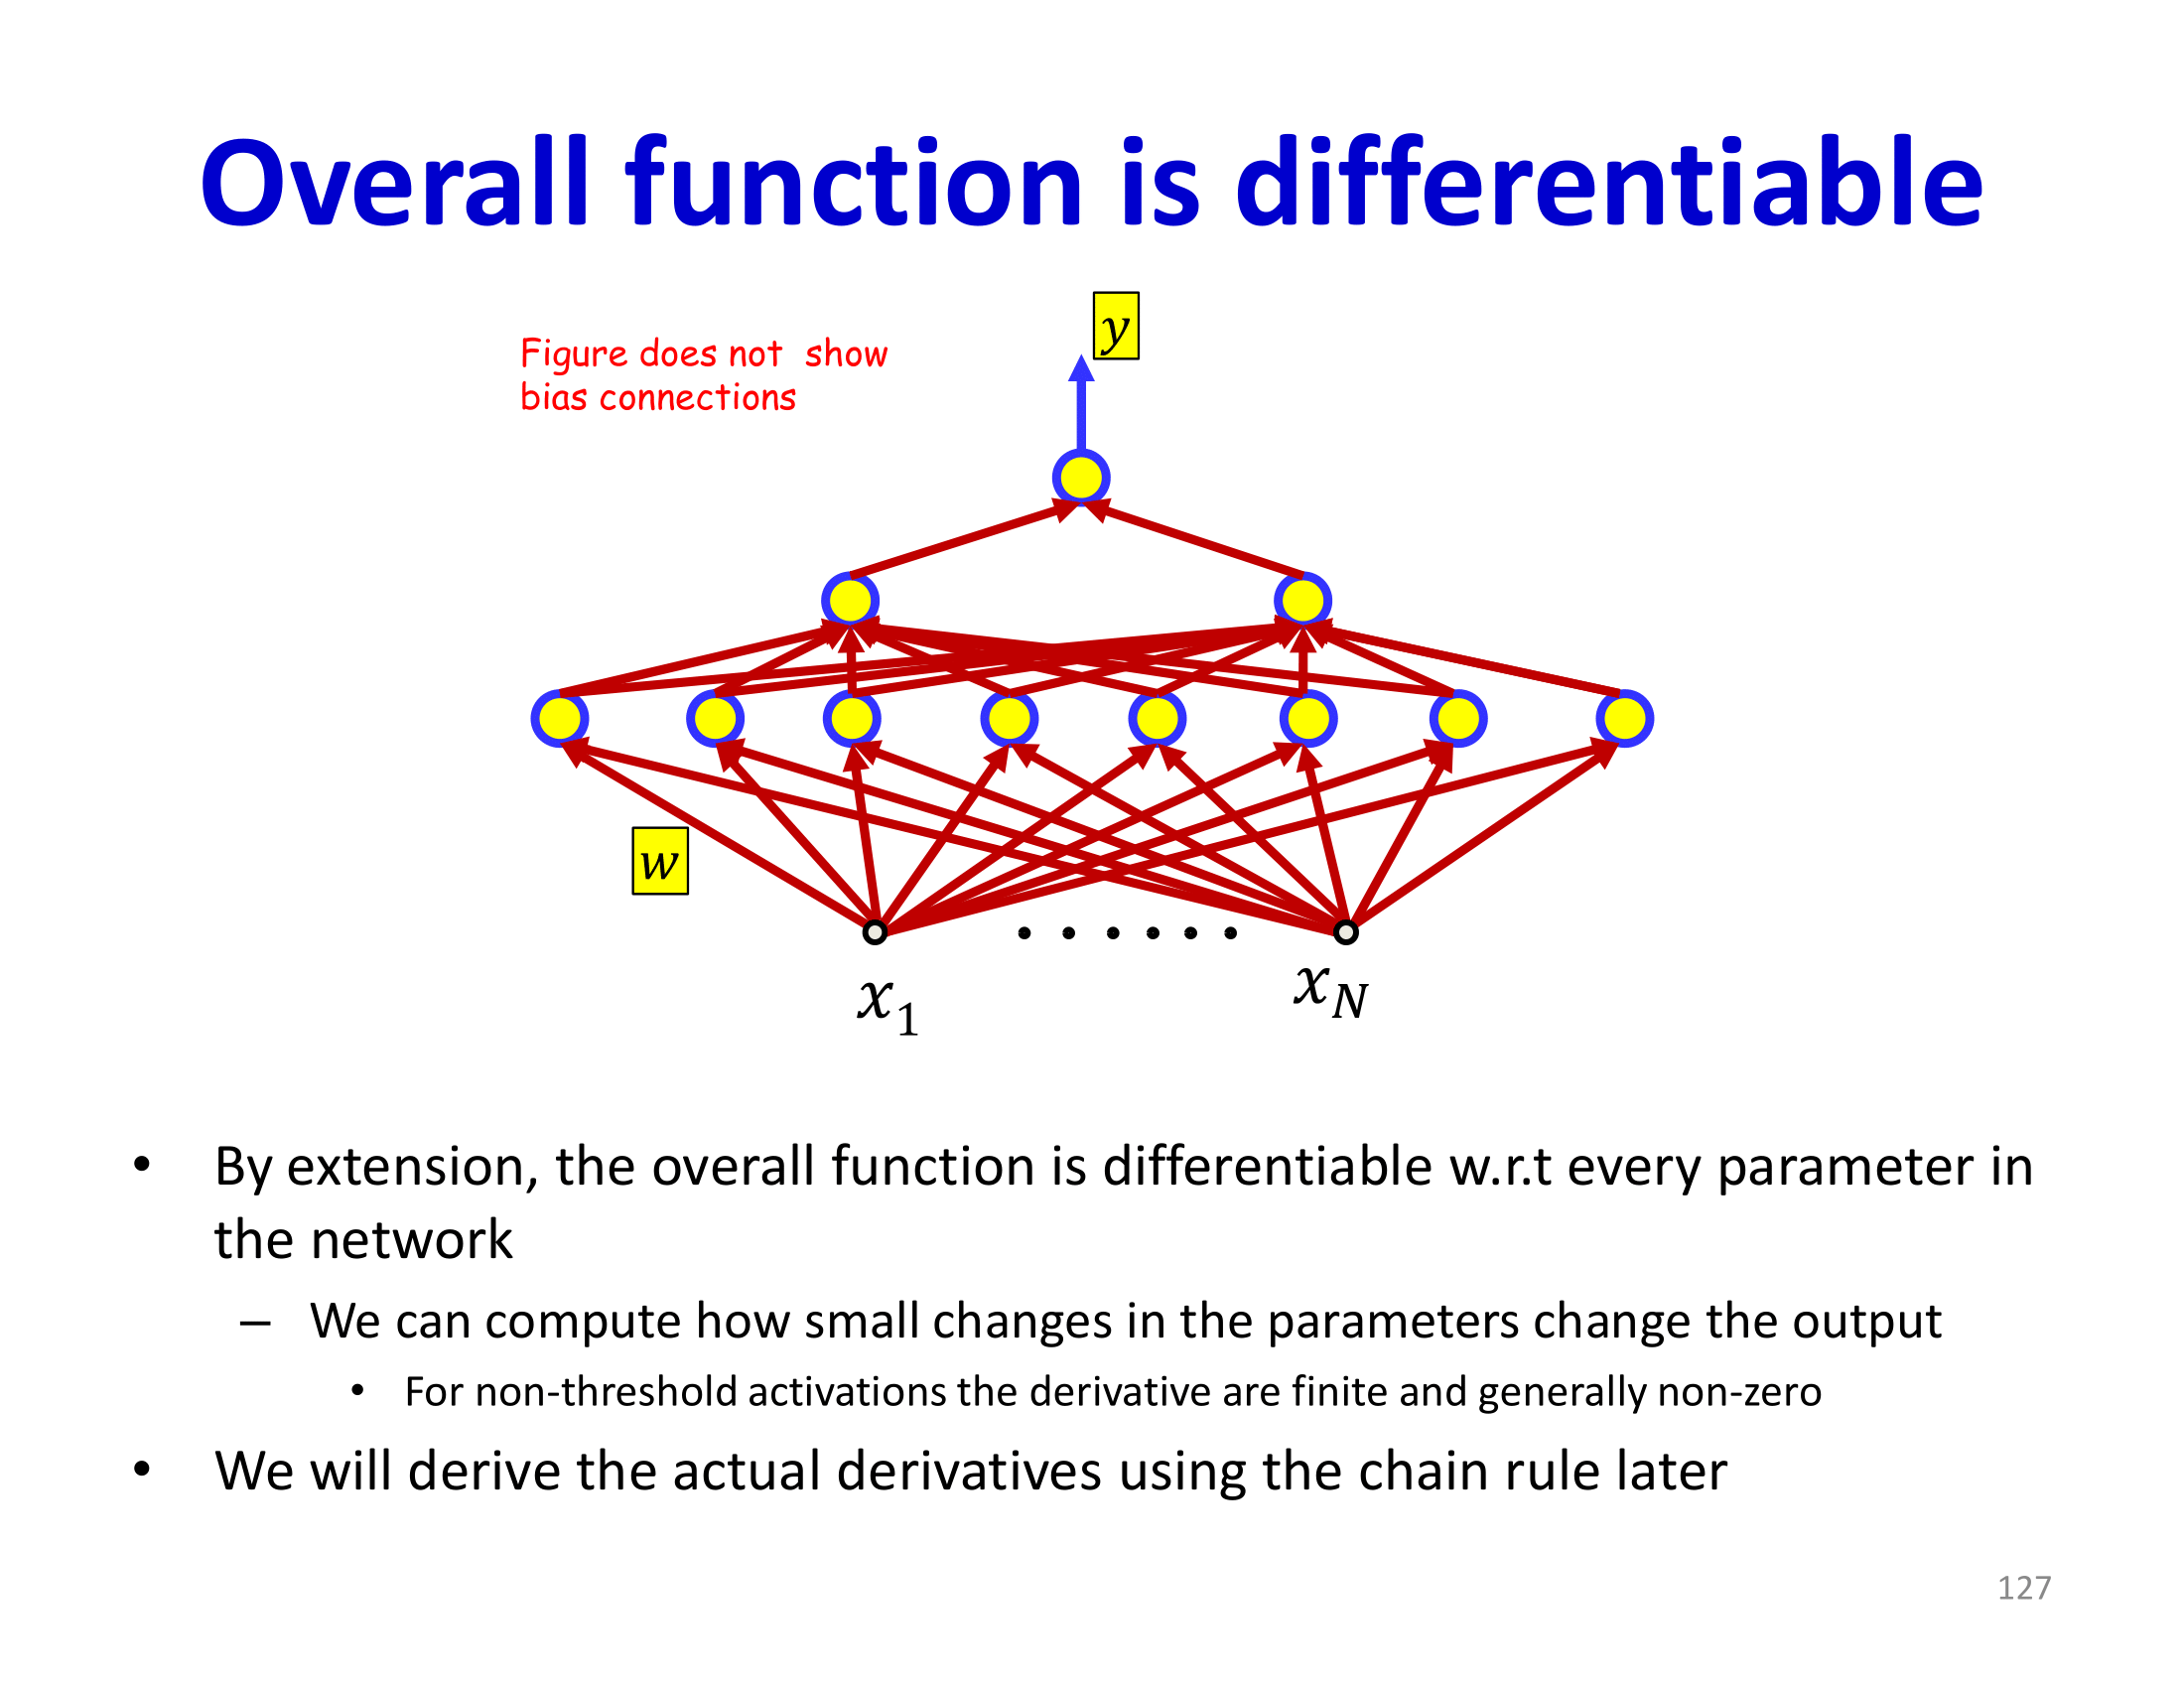 Overall function is differentiable
y
Figure does not show
bias connections
w
x₁
x_N
• By extension, the overall function is differentiable w.r.t every parameter in
the network
– We can compute how small changes in the parameters change the output
• For non-threshold activations the derivative are finite and generally non-zero
• We will derive the actual derivatives using the chain rule later
127